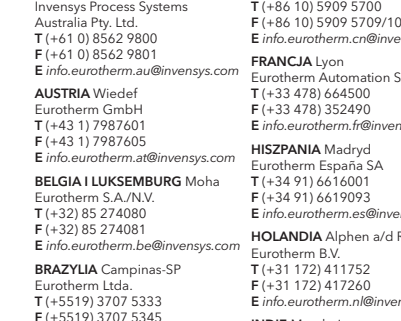 Invensys Process Systems
Australia Pty. Ltd.
T (+61 0) 8562 9800
F (+61 0) 8562 9801
E info.eurotherm.au@invensys.com
AUSTRIA Wiedef
Eurotherm GmbH
T (+43 1) 7987601
F (+43 1) 7987605
E info.eurotherm.at@invensys.com
BELGIA I LUKSEMBURG Moha
Eurotherm S.A./N.V.
T (+32) 85 274080
F (+32) 85 274081
E info.eurotherm.be@invensys.com
BRAZYLIA Campinas-SP
Eurotherm Ltda.
T (+5519) 3707 5333
F (+5519) 3707 5345
T (+86 10) 5909 5700
F (+86 10) 5909 5709/10
E info.eurotherm.cn@inve
FRANCJA Lyon
Eurotherm Automation S
T (+33 478) 664500
F (+33 478) 352490
E info.eurotherm.fr@inven
HISZPANIA Madryd
Eurotherm España SA
T (+34 91) 6616001
F (+34 91) 6619093
E info.eurotherm.es@inve
HOLANDIA Alphen a/d
Eurotherm B.V.
T (+31 172) 411752
F (+31 172) 417260
E info.eurotherm.nl@inven